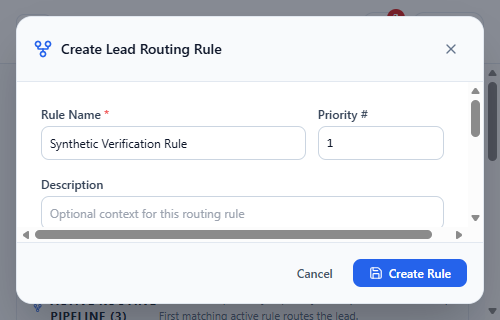 Create Lead Routing Rule
Rule Name * Priority #
Synthetic Verification Rule 1
Description
Optional context for this routing rule
Cancel Create Rule
PIPELINE (3) First matching active rule routes the lead.